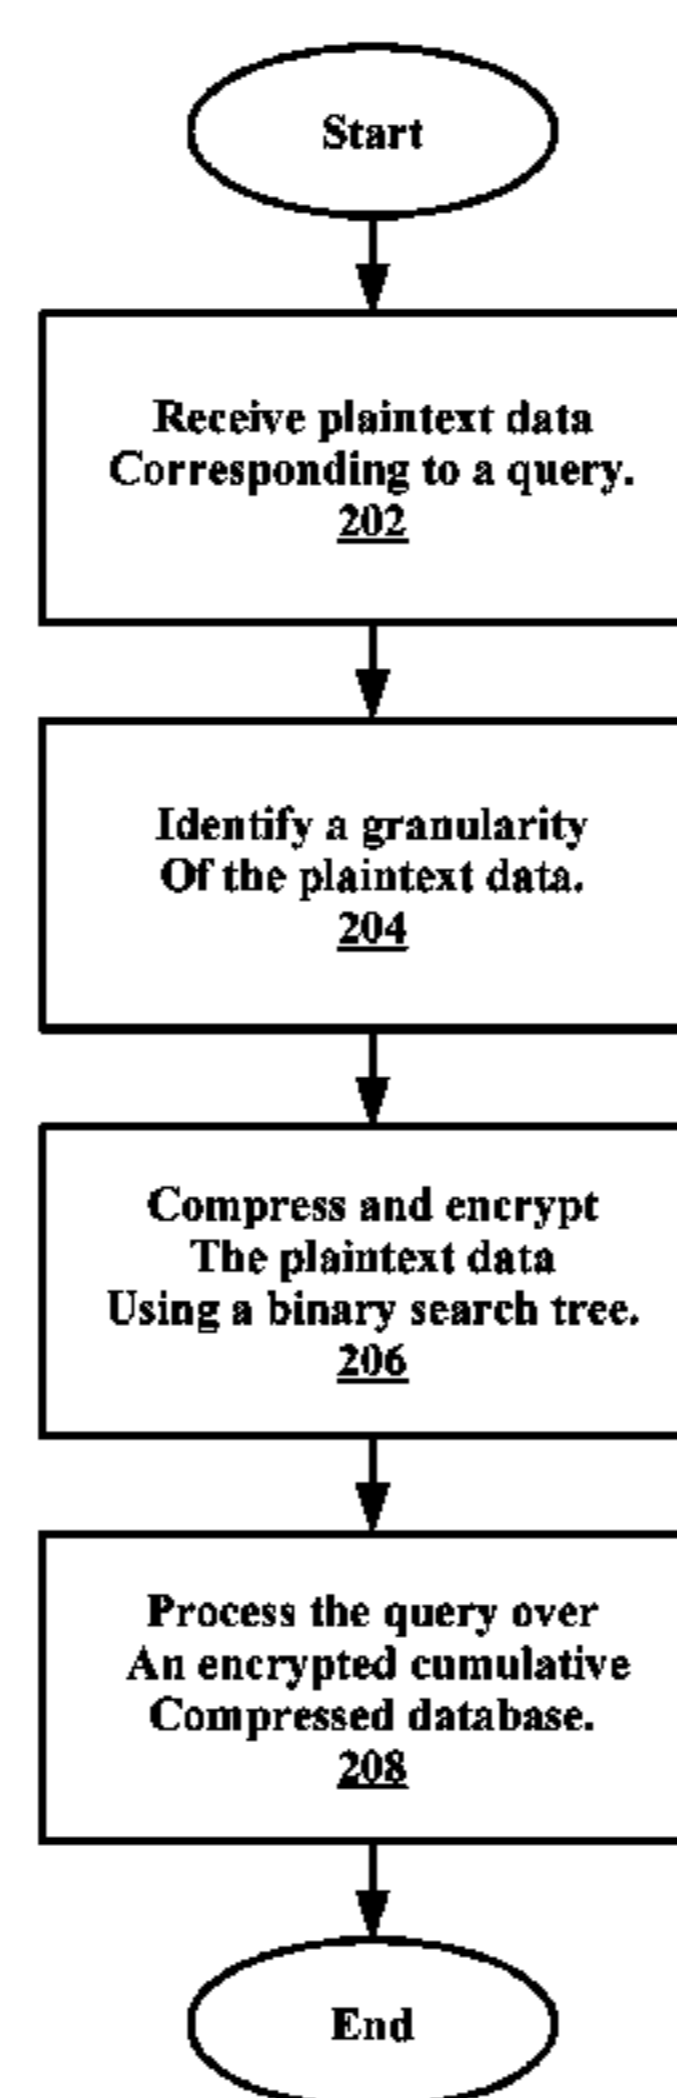 Start
Receive plaintext data
Corresponding to a query.
202
Identify a granularity
Of the plaintext data.
204
Compress and encrypt
The plaintext data
Using a binary search tree.
206
Process the query over
An encrypted cumulative
Compressed database.
208
End